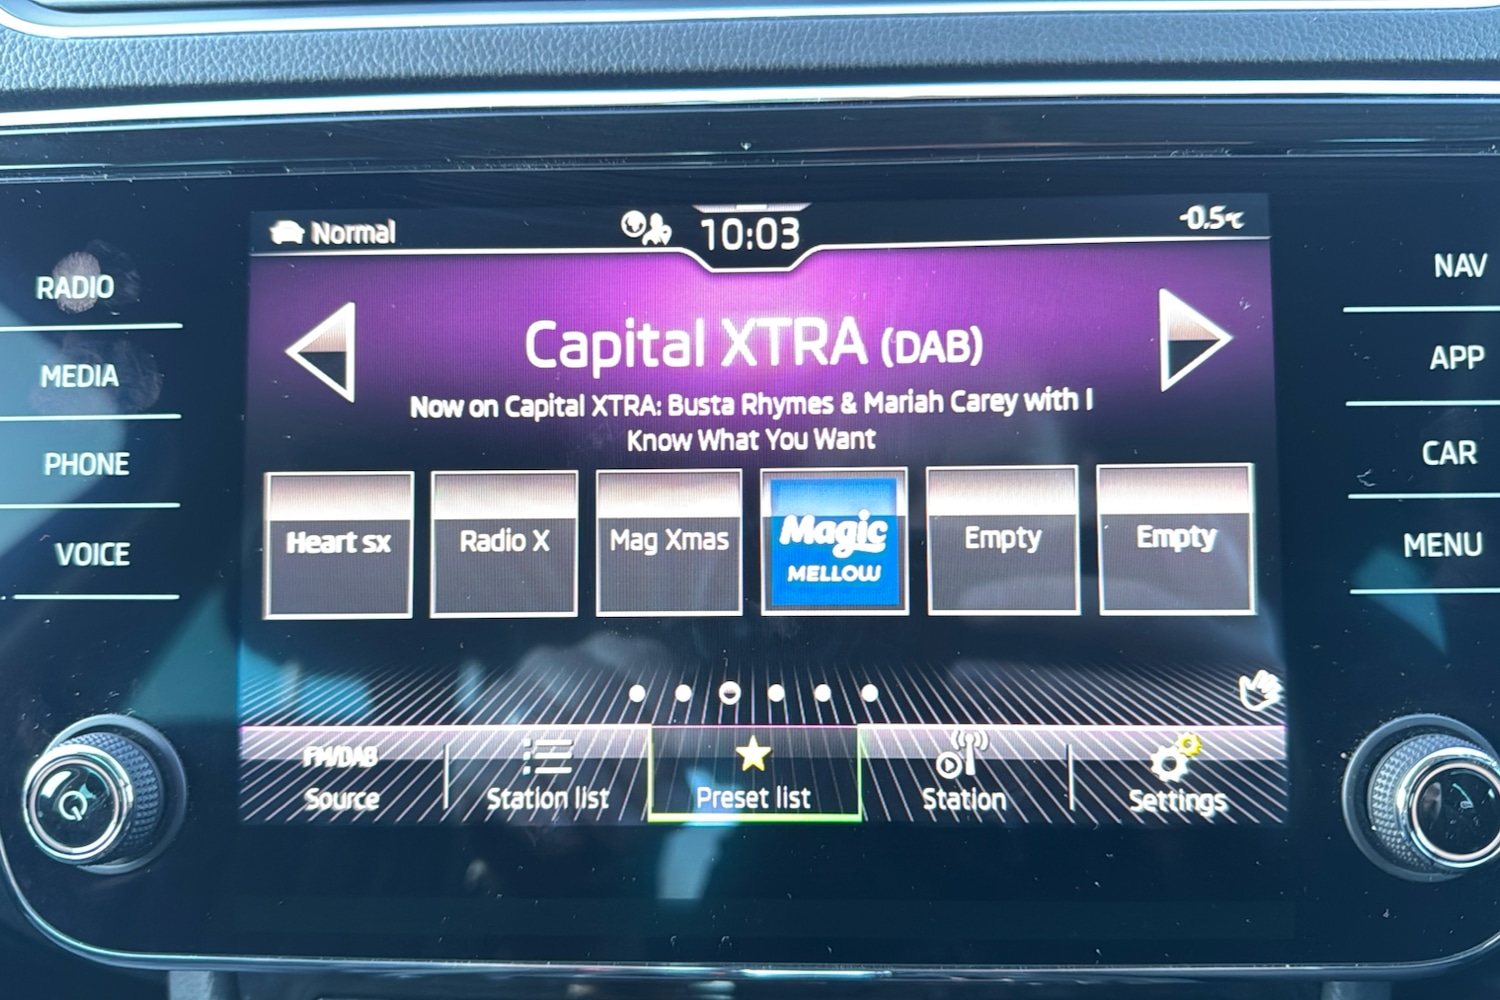 Normal
10:03
-0.5°C
RADIO
MEDIA
PHONE
VOICE
NAV
APP
CAR
MENU
Capital XTRA (DAB)
Now on Capital XTRA: Busta Rhymes & Mariah Carey with I
Know What You Want
Heart sx
Radio X
Mag Xmas
Magic
MELLOW
Empty
Empty
FM/DAB
Source
Station list
Preset list
Station
Settings